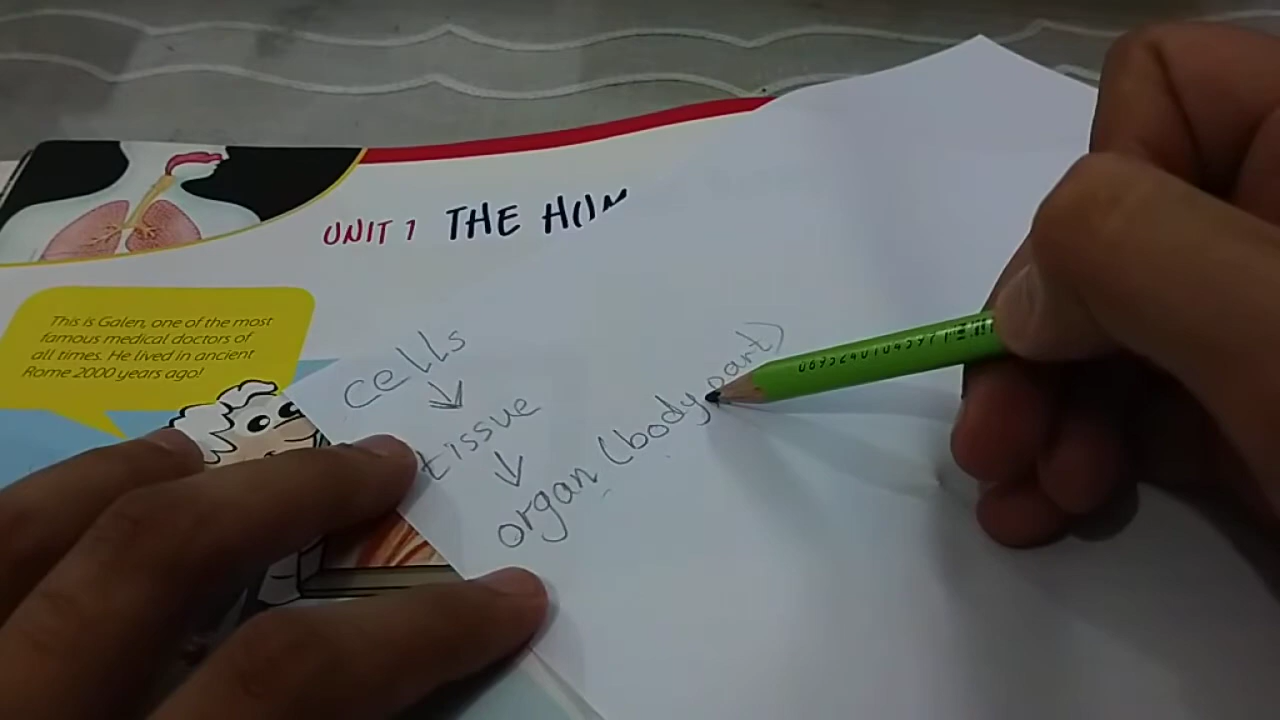 UNIT 1 THE
This is Galen, one of the most
famous medical doctors of
all times. He lived in ancient
Rome 2000 years ago!
cells
tissue
organ (body part)